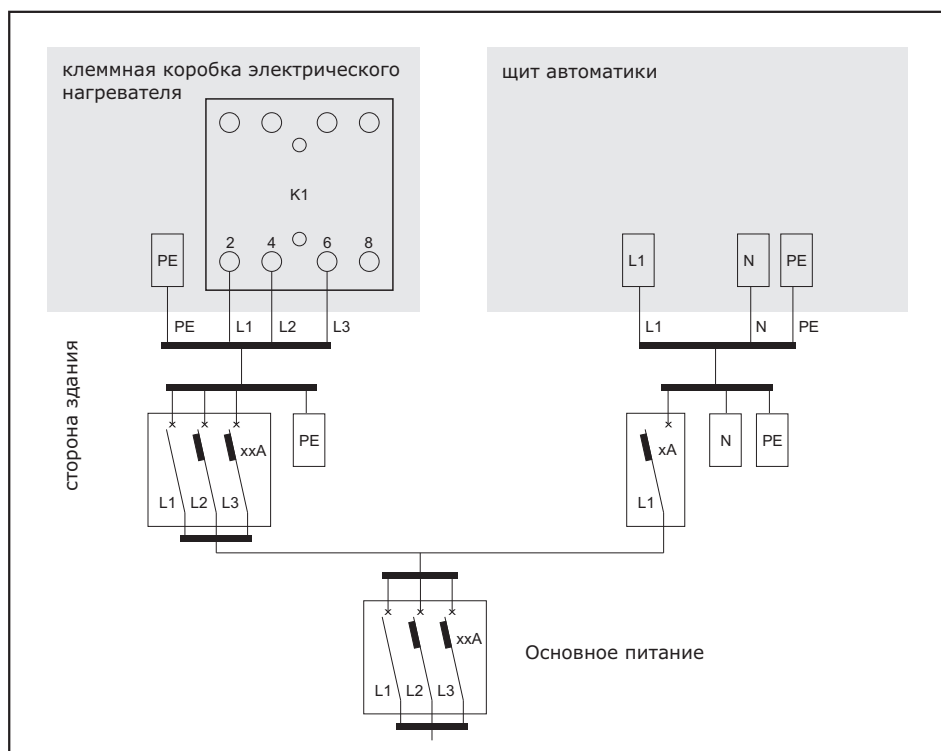 клеммная коробка электрического
нагревателя
щит автоматики
K1
2 4 6 8
PE
L1 N PE
PE L1 L2 L3
L1 N PE
сторона здания
xxA
PE
L1 L2 L3
xA
N PE
L1
xxA
L1 L2 L3
Основное питание